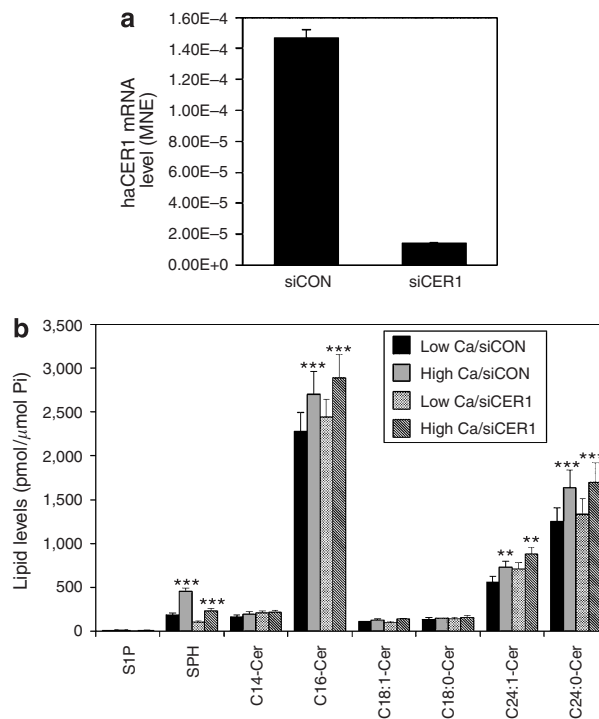 a
haCER1 mRNA
level (MNE)
1.60E–4
1.40E–4
1.20E–4
1.00E–4
8.00E–5
6.00E–5
4.00E–5
2.00E–5
0.00E+0
siCON
siCER1
b
Lipid levels (pmol/μmol Pi)
3,500
3,000
2,500
2,000
1,500
1,000
500
0
Low Ca/siCON
High Ca/siCON
Low Ca/siCER1
High Ca/siCER1
***
***
***
***
**
**
***
***
S1P
SPH
C14-Cer
C16-Cer
C18:1-Cer
C18:0-Cer
C24:1-Cer
C24:0-Cer